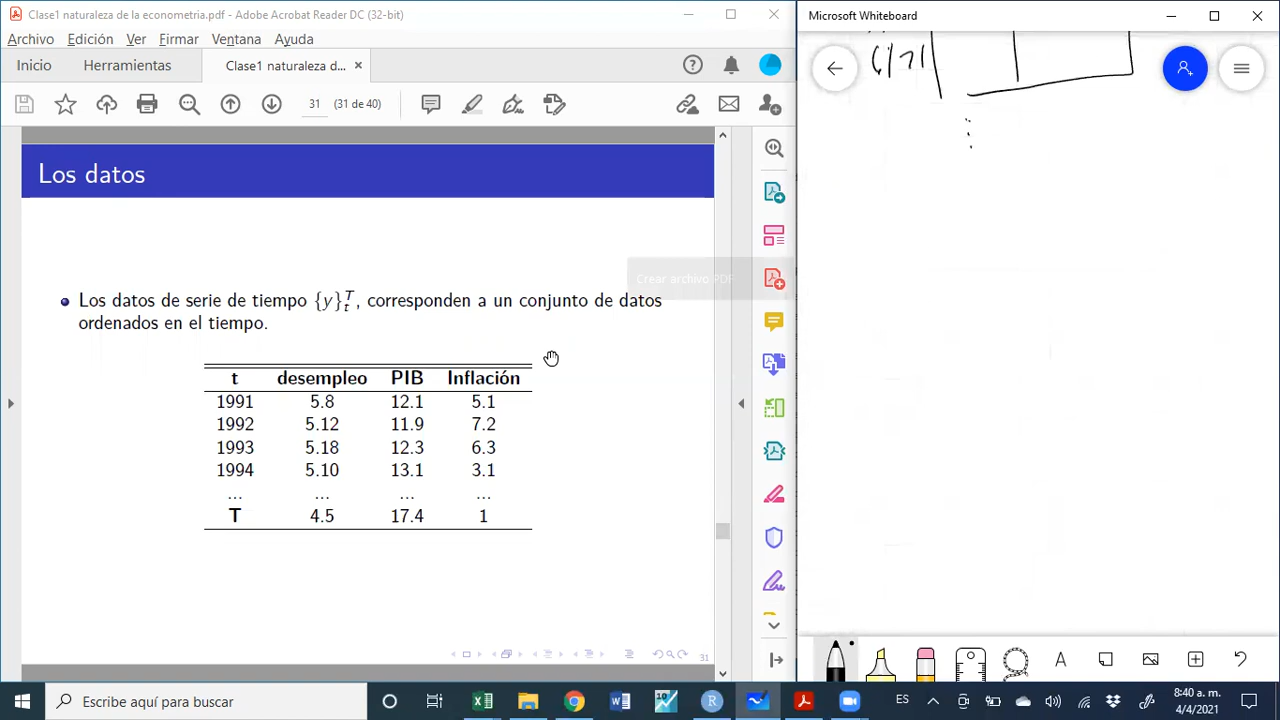 Clase1 naturaleza de la econometria.pdf - Adobe Acrobat Reader DC (32-bit)
Archivo Edición Ver Firmar Ventana Ayuda
Inicio Herramientas Clase1 naturaleza d...
31 (31 de 40)
Los datos
Crear archivo PDF
Los datos de serie de tiempo {y}ₜᵀ, corresponden a un conjunto de datos
ordenados en el tiempo.
t desempleo PIB Inflación
1991 5.8 12.1 5.1
1992 5.12 11.9 7.2
1993 5.18 12.3 6.3
1994 5.10 13.1 3.1
... ... ... ...
T 4.5 17.4 1
31
Microsoft Whiteboard
Escribe aquí para buscar
ES
8:40 a. m.
4/4/2021